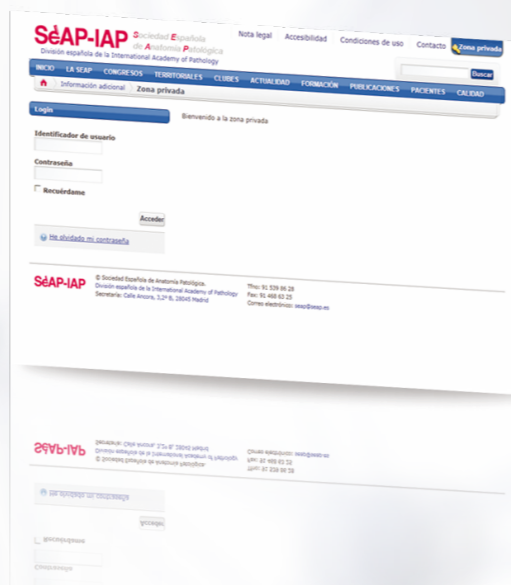 SEAP-IAP Sociedad Española de Anatomía Patológica
División española de la International Academy of Pathology
Nota legal Accesibilidad Condiciones de uso Contacto Zona privada
Buscar
INICIO LA SEAP CONGRESOS TERRITORIALES CLUBES ACTUALIDAD FORMACIÓN PUBLICACIONES PACIENTES CALIDAD
Información adicional Zona privada
Login
Bienvenido a la zona privada
Identificador de usuario
Contraseña
Recuérdame
Acceder
He olvidado mi contraseña
SEAP-IAP
© Sociedad Española de Anatomía Patológica.
División española de la International Academy of Pathology
Secretaría: Calle Ancora, 3,2º B, 28045 Madrid
Tfno: 91 539 86 28
Fax: 91 468 63 25
Correo electrónico: seap@seap.es